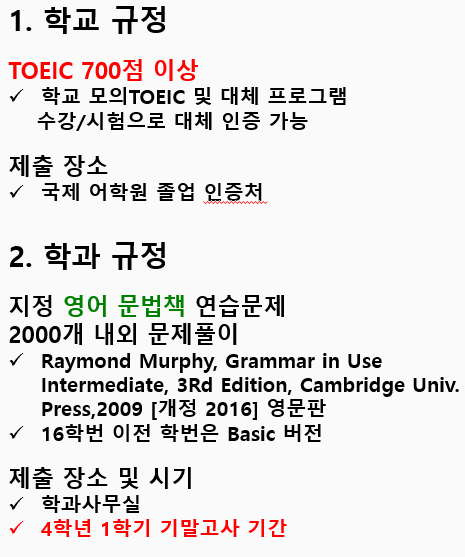 1. 학교 규정
TOEIC 700점 이상
✓ 학교 모의TOEIC 및 대체 프로그램
수강/시험으로 대체 인증 가능
제출 장소
✓ 국제 어학원 졸업 인증처
2. 학과 규정
지정 영어 문법책 연습문제
2000개 내외 문제풀이
✓ Raymond Murphy, Grammar in Use
Intermediate, 3Rd Edition, Cambridge Univ.
Press,2009 [개정 2016] 영문판
✓ 16학번 이전 학번은 Basic 버전
제출 장소 및 시기
✓ 학과사무실
✓ 4학년 1학기 기말고사 기간